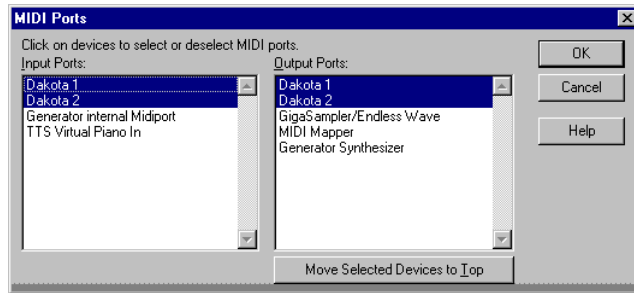 MIDI Ports
Click on devices to select or deselect MIDI ports.
Input Ports:
Dakota 1
Dakota 2
Generator internal Midiport
TTS Virtual Piano In
Output Ports:
Dakota 1
Dakota 2
GigaSampler/Endless Wave
MIDI Mapper
Generator Synthesizer
Move Selected Devices to Top
OK
Cancel
Help